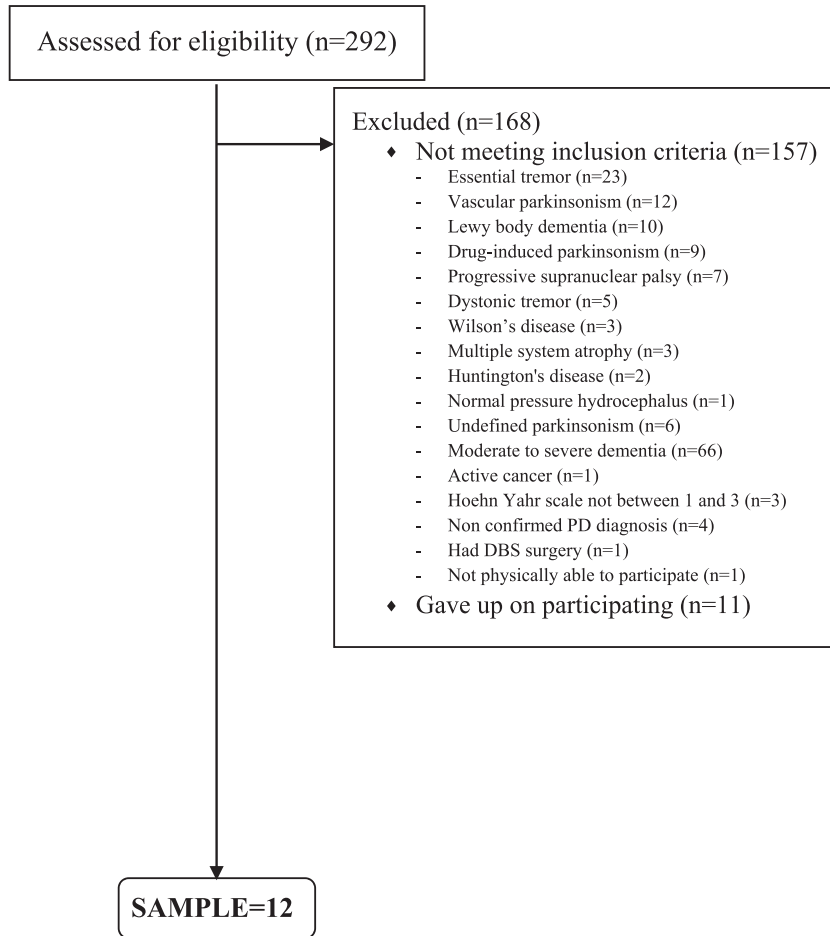 Assessed for eligibility (n=292)
Excluded (n=168)
♦ Not meeting inclusion criteria (n=157)
- Essential tremor (n=23)
- Vascular parkinsonism (n=12)
- Lewy body dementia (n=10)
- Drug-induced parkinsonism (n=9)
- Progressive supranuclear palsy (n=7)
- Dystonic tremor (n=5)
- Wilson’s disease (n=3)
- Multiple system atrophy (n=3)
- Huntington's disease (n=2)
- Normal pressure hydrocephalus (n=1)
- Undefined parkinsonism (n=6)
- Moderate to severe dementia (n=66)
- Active cancer (n=1)
- Hoehn Yahr scale not between 1 and 3 (n=3)
- Non confirmed PD diagnosis (n=4)
- Had DBS surgery (n=1)
- Not physically able to participate (n=1)
♦ Gave up on participating (n=11)
SAMPLE=12